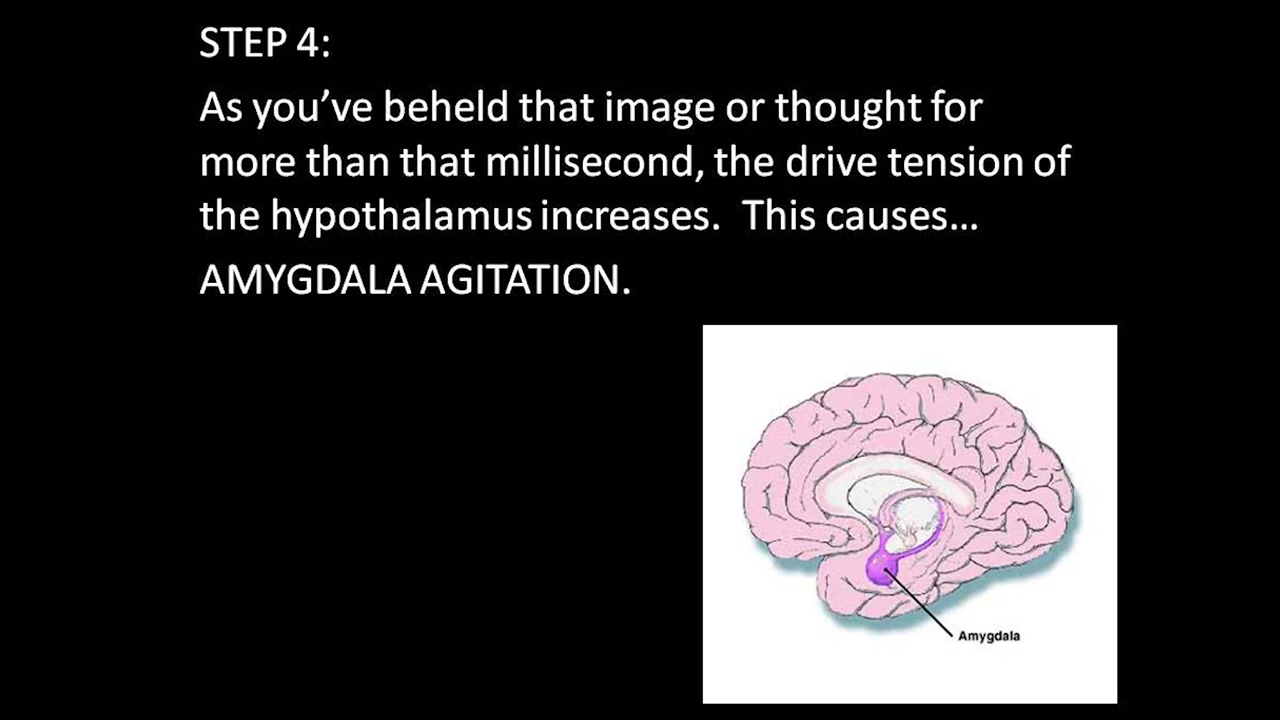 STEP 4:
As you’ve beheld that image or thought for
more than that millisecond, the drive tension of
the hypothalamus increases.  This causes…
AMYGDALA AGITATION.
Amygdala